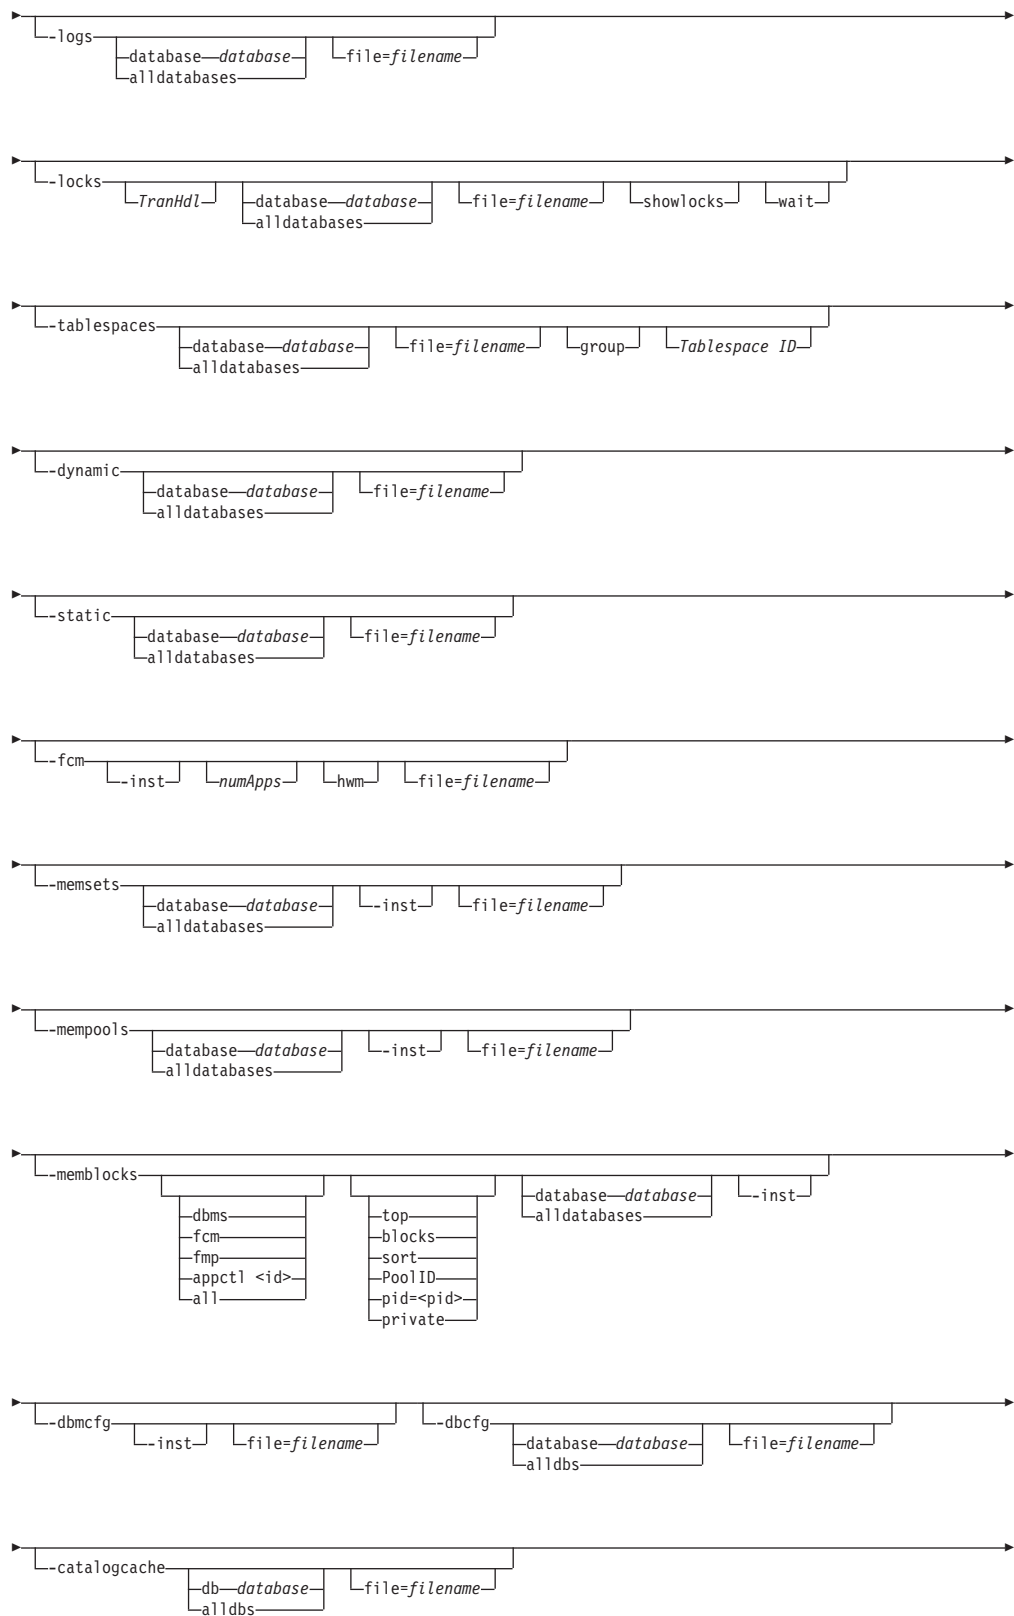 -logs
database database file=filename
alldatabases
-locks
TranHdl database database file=filename showlocks wait
alldatabases
-tablespaces
database database file=filename group Tablespace ID
alldatabases
-dynamic
database database file=filename
alldatabases
-static
database database file=filename
alldatabases
-fcm
-inst numApps hwm file=filename
-memsets
database database -inst file=filename
alldatabases
-mempools
database database -inst file=filename
alldatabases
-memblocks
database database -inst
dbms top alldatabases
fcm blocks
fmp sort
appctl <id> PoolID
all pid=<pid>
private
-dbmcfg -dbcfg
-inst file=filename database database file=filename
alldbs
-catalogcache
db database file=filename
alldbs